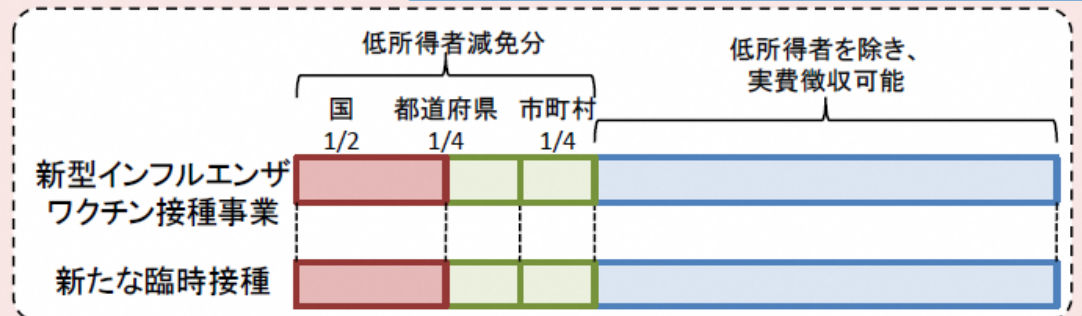 低所得者減免分
低所得者を除き、
実費徴収可能
国
都道府県
市町村
1/2
1/4
1/4
新型インフルエンザ
ワクチン接種事業
新たな臨時接種